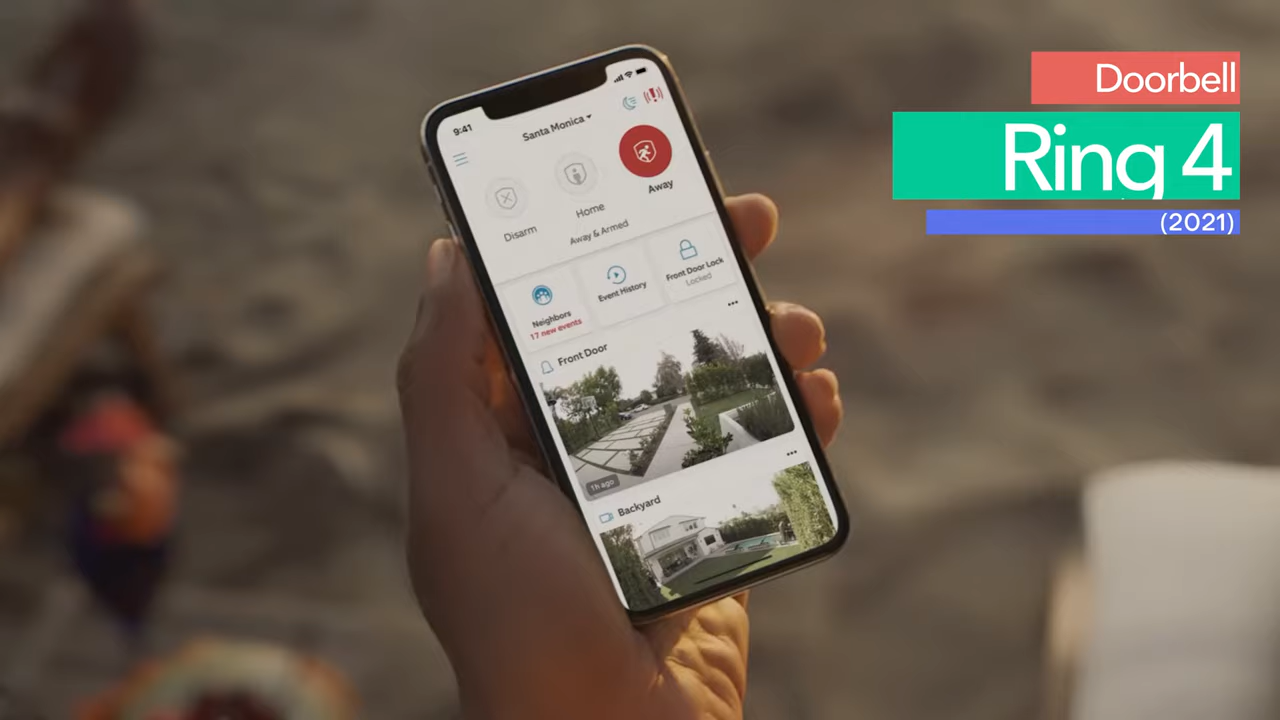 Doorbell
Ring 4
(2021)
9:41
Santa Monica
Disarm
Home
Away
Away & Armed
Neighbors
17 new events
Event History
Front Door Lock
Locked
Front Door
1h ago
Backyard